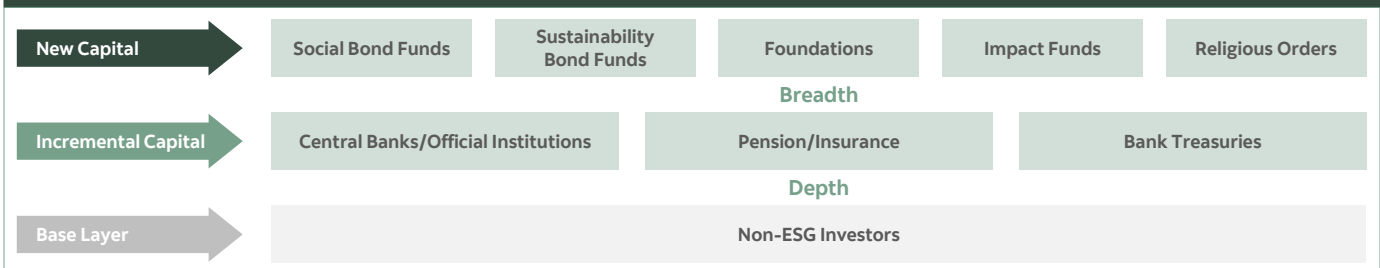 New Capital
Social Bond Funds
Sustainability
Bond Funds
Foundations
Impact Funds
Religious Orders
Breadth
Incremental Capital
Central Banks/Official Institutions
Pension/Insurance
Bank Treasuries
Depth
Base Layer
Non-ESG Investors